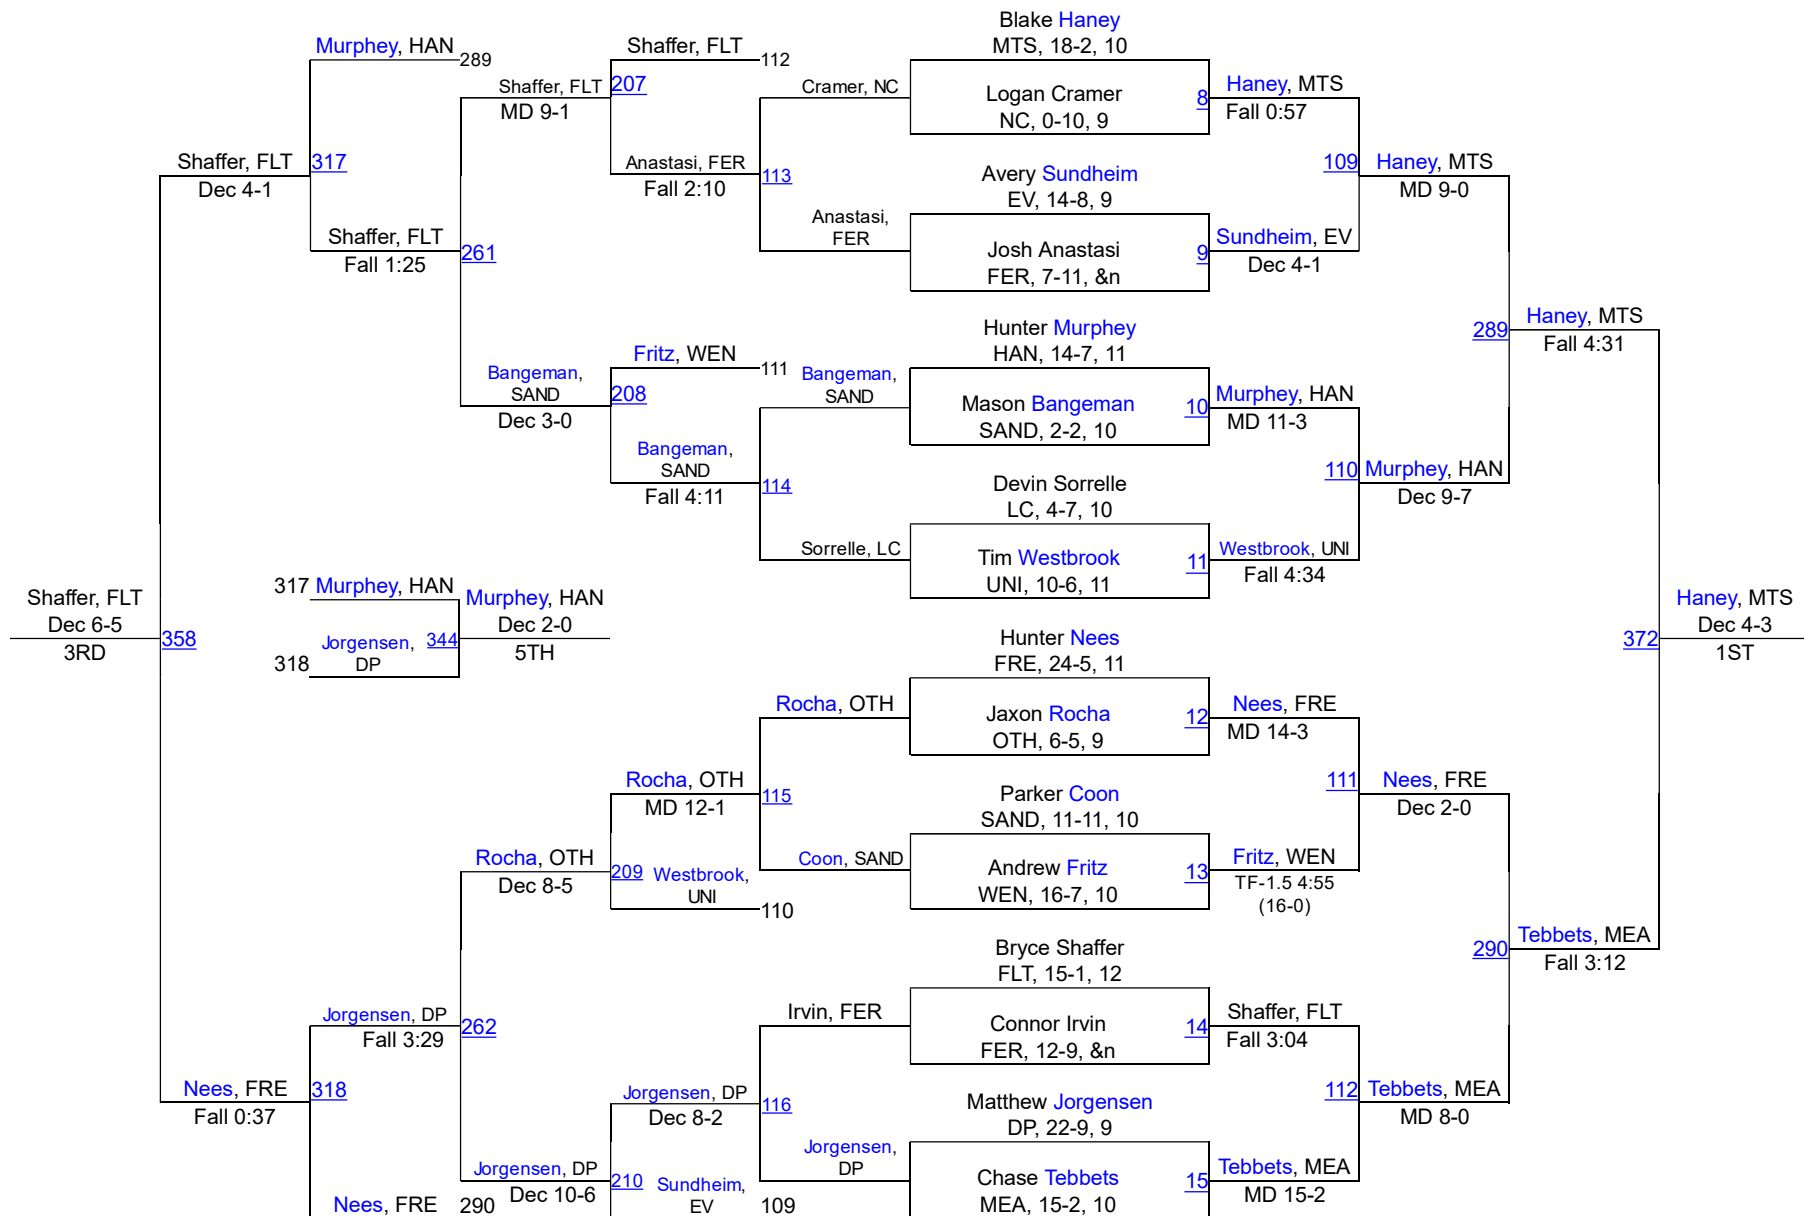 Blake Haney
MTS, 18-2, 10
Murphey, HAN
289
Shaffer, FLT
112
Shaffer, FLT
207
MD 9-1
Cramer, NC
Logan Cramer
NC, 0-10, 9
8
Haney, MTS
Fall 0:57
Shaffer, FLT
317
Dec 4-1
Anastasi, FER
113
Fall 2:10
Avery Sundheim
EV, 14-8, 9
109
Haney, MTS
MD 9-0
Anastasi,
FER
Shaffer, FLT
261
Fall 1:25
Josh Anastasi
FER, 7-11, &n
9
Sundheim, EV
Dec 4-1
Hunter Murphey
HAN, 14-7, 11
289
Haney, MTS
Fall 4:31
Fritz, WEN
111
Bangeman,
SAND
208
Dec 3-0
Bangeman,
SAND
Mason Bangeman
SAND, 2-2, 10
10
Murphey, HAN
MD 11-3
Bangeman,
SAND
114
Fall 4:11
Devin Sorrelle
LC, 4-7, 10
110
Murphey, HAN
Dec 9-7
Sorrelle, LC
Tim Westbrook
UNI, 10-6, 11
11
Westbrook, UNI
Fall 4:34
Shaffer, FLT
Dec 6-5
3RD
358
317
Murphey, HAN
Jorgensen,
DP
318
344
Murphey, HAN
Dec 2-0
5TH
Hunter Nees
FRE, 24-5, 11
372
Haney, MTS
Dec 4-3
1ST
Rocha, OTH
Jaxon Rocha
OTH, 6-5, 9
12
Nees, FRE
MD 14-3
Rocha, OTH
115
MD 12-1
Parker Coon
SAND, 11-11, 10
111
Nees, FRE
Dec 2-0
Rocha, OTH
Dec 8-5
209
Westbrook,
UNI
110
Coon, SAND
Andrew Fritz
WEN, 16-7, 10
13
Fritz, WEN
TF-1.5 4:55
(16-0)
Bryce Shaffer
FLT, 15-1, 12
290
Tebbets, MEA
Fall 3:12
Jorgensen, DP
262
Fall 3:29
Irvin, FER
Connor Irvin
FER, 12-9, &n
14
Shaffer, FLT
Fall 3:04
Nees, FRE
318
Fall 0:37
Jorgensen, DP
116
Dec 8-2
Matthew Jorgensen
DP, 22-9, 9
112
Tebbets, MEA
MD 8-0
Jorgensen,
DP
Jorgensen, DP
Dec 10-6
210
Sundheim,
EV
109
Chase Tebbets
MEA, 15-2, 10
15
Tebbets, MEA
MD 15-2
Nees, FRE
290